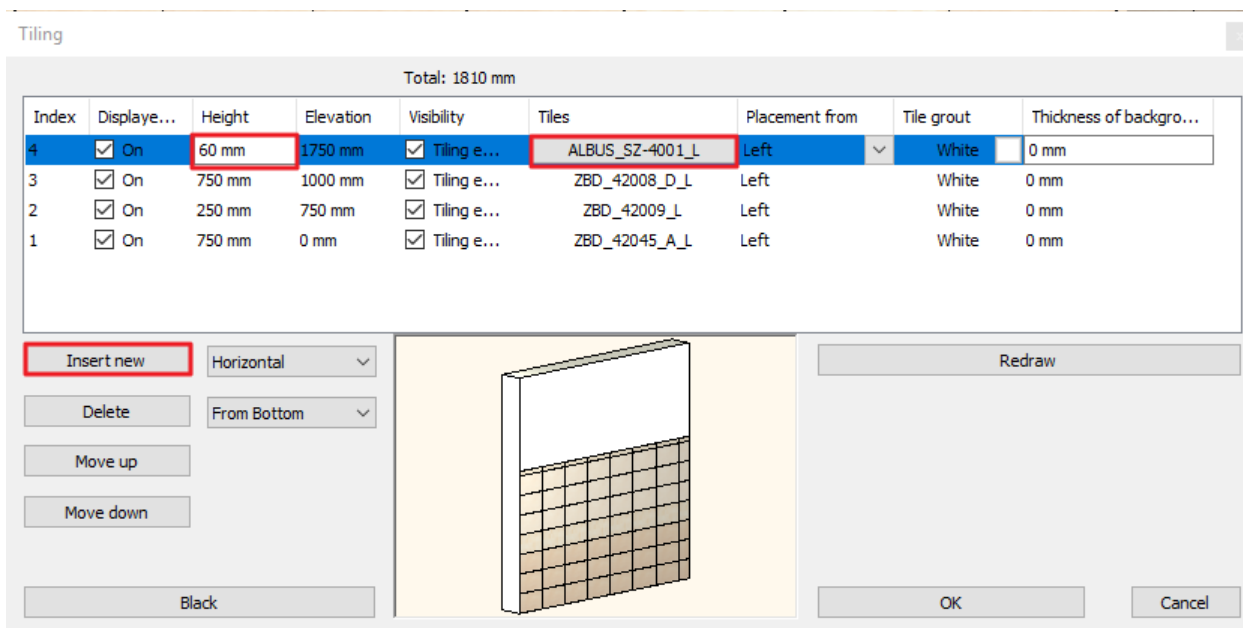 Tiling
Total: 1810 mm
Index Displaye... Height Elevation Visibility Tiles Placement from Tile grout Thickness of backgro...
4 On 60 mm 1750 mm Tiling e... ALBUS_SZ-4001_L Left White 0 mm
3 On 750 mm 1000 mm Tiling e... ZBD_42008_D_L Left White 0 mm
2 On 250 mm 750 mm Tiling e... ZBD_42009_L Left White 0 mm
1 On 750 mm 0 mm Tiling e... ZBD_42045_A_L Left White 0 mm
Insert new Horizontal Redraw
Delete From Bottom
Move up
Move down
Black OK Cancel